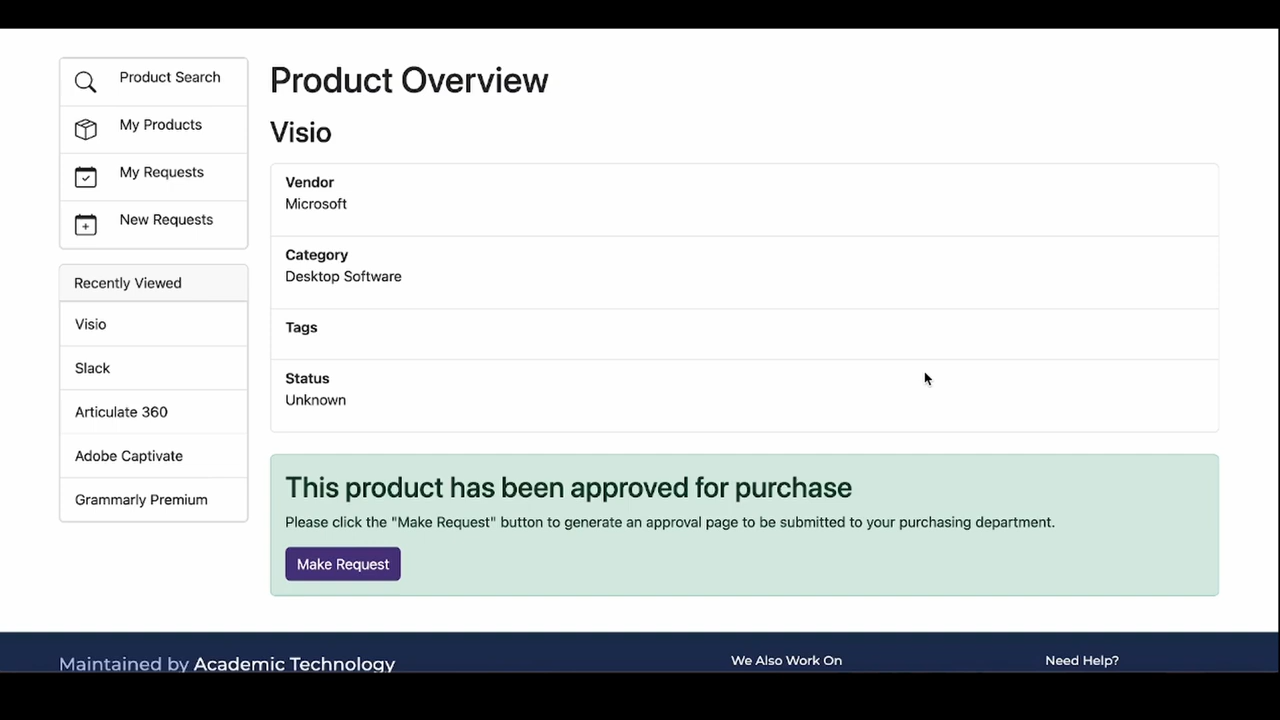 Product Search
My Products
My Requests
New Requests
Recently Viewed
Visio
Slack
Articulate 360
Adobe Captivate
Grammarly Premium
Product Overview
Visio
Vendor
Microsoft
Category
Desktop Software
Tags
Status
Unknown
This product has been approved for purchase
Please click the "Make Request" button to generate an approval page to be submitted to your purchasing department.
Make Request
Maintained by Academic Technology
We Also Work On
Need Help?